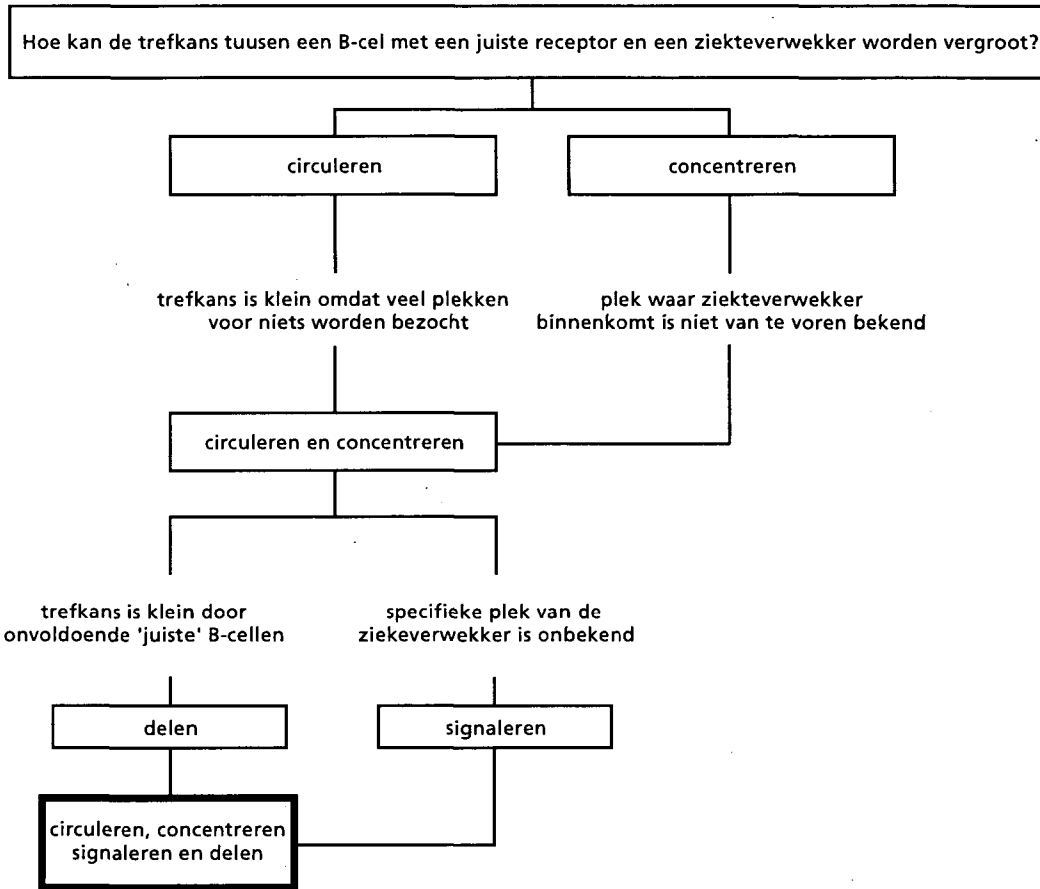 Hoe kan de trefkans tuusen een B-cel met een juiste receptor en een ziekteverwekker worden vergroot?
circuleren
concentreren
trefkans is klein omdat veel plekken
voor niets worden bezocht
plek waar ziekteverwekker
binnenkomt is niet van te voren bekend
circuleren en concentreren
trefkans is klein door
onvoldoende 'juiste' B-cellen
specifieke plek van de
ziekeverwekker is onbekend
delen
signaleren
circuleren, concentreren
signaleren en delen